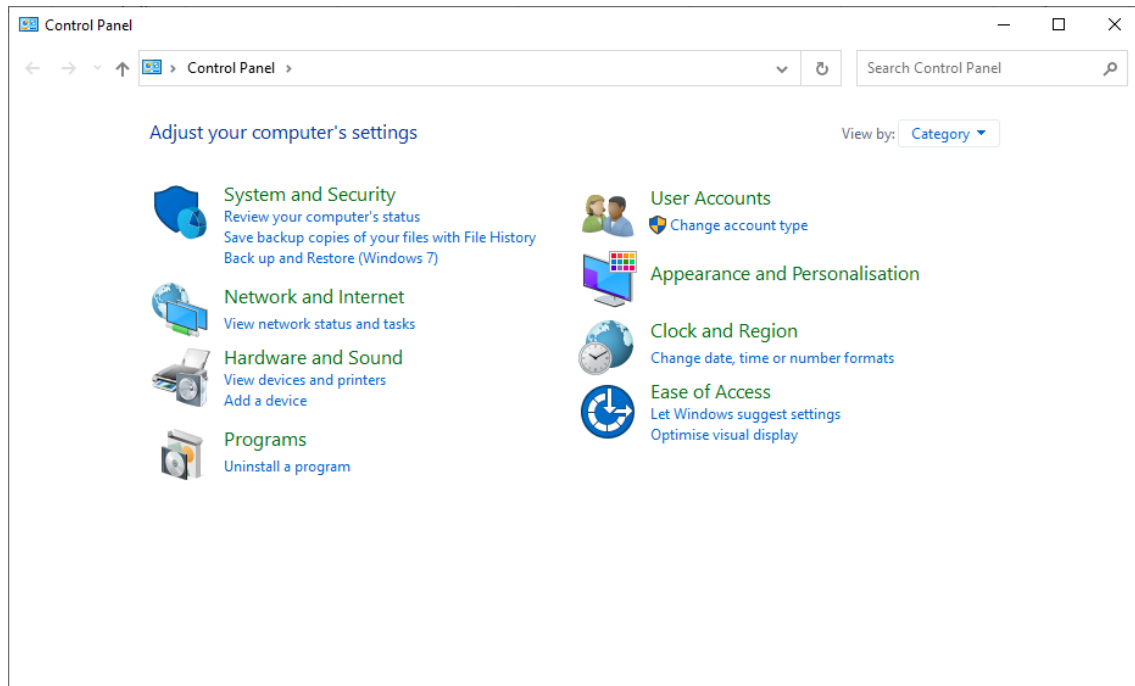 Control Panel
Control Panel
Search Control Panel
Adjust your computer's settings
View by: Category
System and Security
Review your computer's status
Save backup copies of your files with File History
Back up and Restore (Windows 7)
Network and Internet
View network status and tasks
Hardware and Sound
View devices and printers
Add a device
Programs
Uninstall a program
User Accounts
Change account type
Appearance and Personalisation
Clock and Region
Change date, time or number formats
Ease of Access
Let Windows suggest settings
Optimise visual display